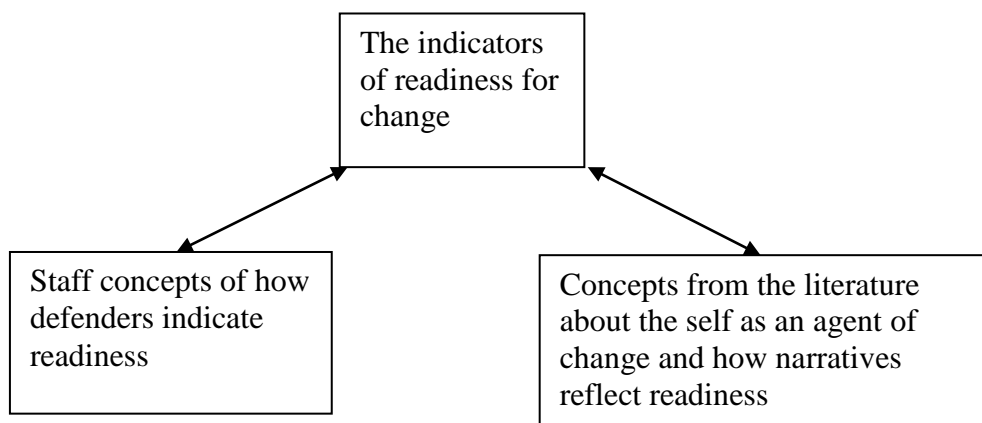 The indicators
of readiness for
change
Staff concepts of how
defenders indicate
readiness
Concepts from the literature
about the self as an agent of
change and how narratives
reflect readiness